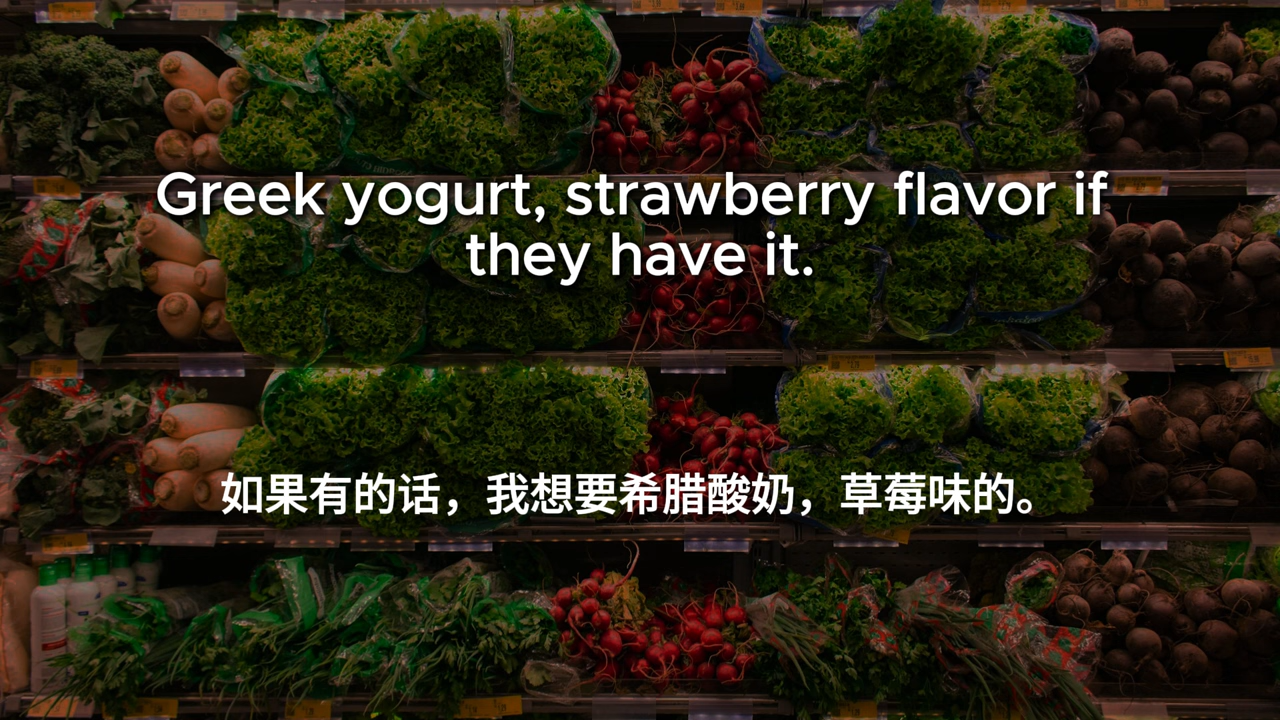 Greek yogurt, strawberry flavor if
they have it.
如果有的话，我想要希腊酸奶，草莓味的。